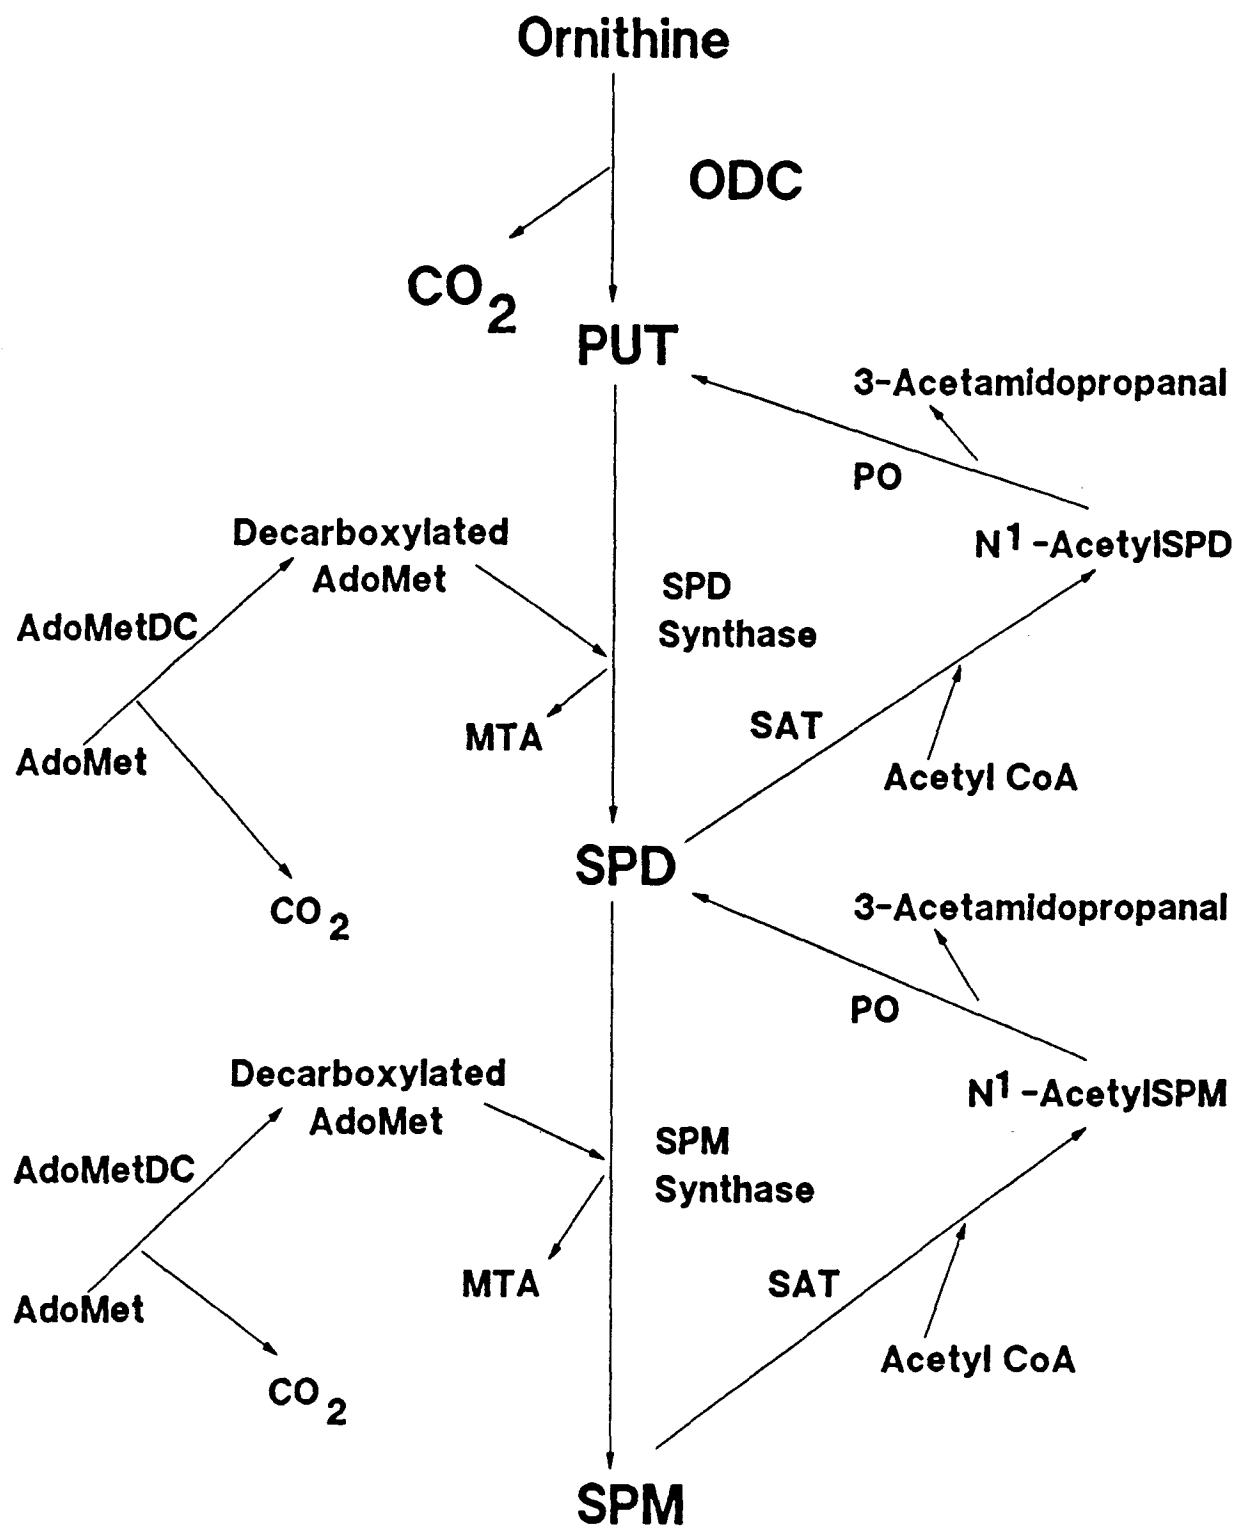 Ornithine
ODC
CO2
PUT
3-Acetamidopropanal
PO
Decarboxylated
AdoMet
N1-AcetylSPD
SPD
Synthase
AdoMetDC
MTA
SAT
AdoMet
Acetyl CoA
SPD
CO2
3-Acetamidopropanal
PO
Decarboxylated
AdoMet
N1-AcetylSPM
SPM
Synthase
AdoMetDC
MTA
SAT
AdoMet
Acetyl CoA
CO2
SPM